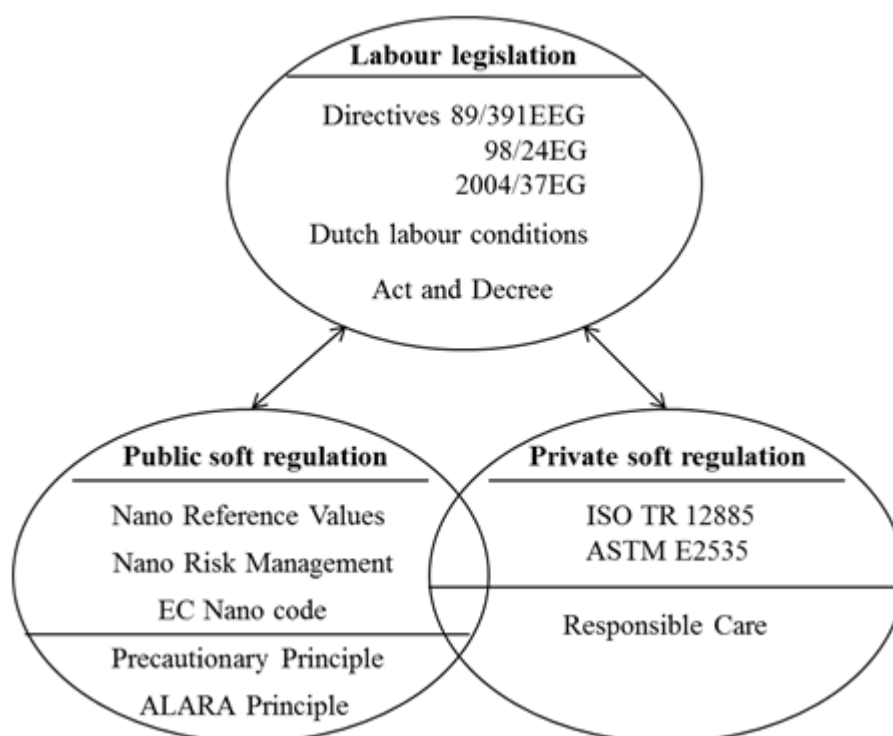 Labour legislation
Directives 89/391EEG
98/24EG
2004/37EG
Dutch labour conditions
Act and Decree
Public soft regulation
Nano Reference Values
Nano Risk Management
EC Nano code
Precautionary Principle
ALARA Principle
Private soft regulation
ISO TR 12885
ASTM E2535
Responsible Care